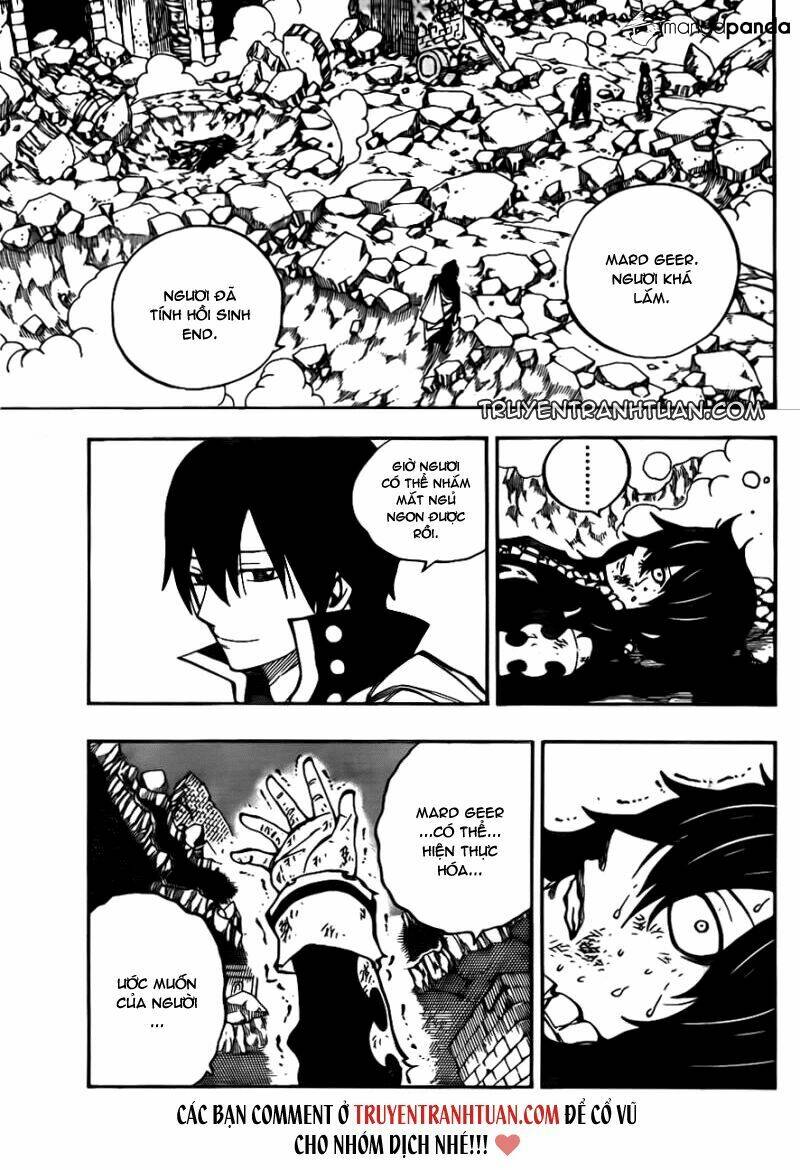 mangapanda
MARD GEER.
NGƯƠI KHÁ
LẮM.
NGƯƠI ĐÃ
TÍNH HỒI SINH
END.
TRUYENTRANHTUAN.COM
........
GIỜ NGƯƠI
CÓ THỂ NHẮM
MẮT NGỦ
NGON ĐƯỢC
RỒI.
MARD GEER
...CÓ THỂ...
HIỆN THỰC
HÓA...
ƯỚC MUỐN
CỦA NGƯỜI
...
CÁC BẠN COMMENT Ở TRUYENTRANHTUAN.COM ĐỂ CỔ VŨ
CHO NHÓM DỊCH NHÉ!!! ♥